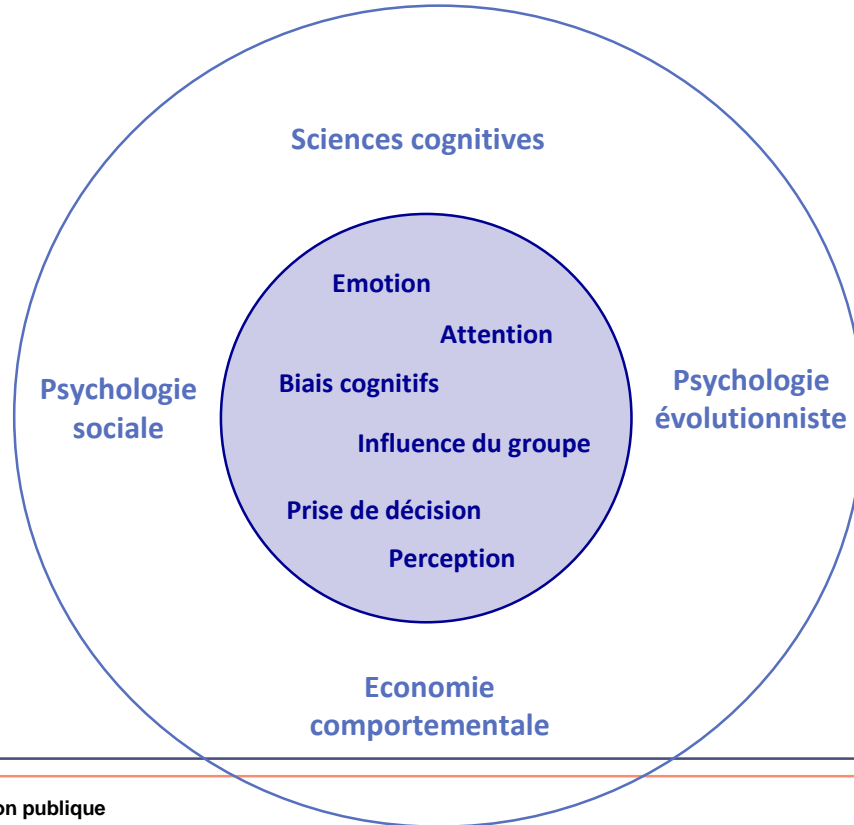 Sciences cognitives
Emotion
Attention
Biais cognitifs
Psychologie
sociale
Psychologie
évolutionniste
Influence du groupe
Prise de décision
Perception
Economie
comportementale
on publique